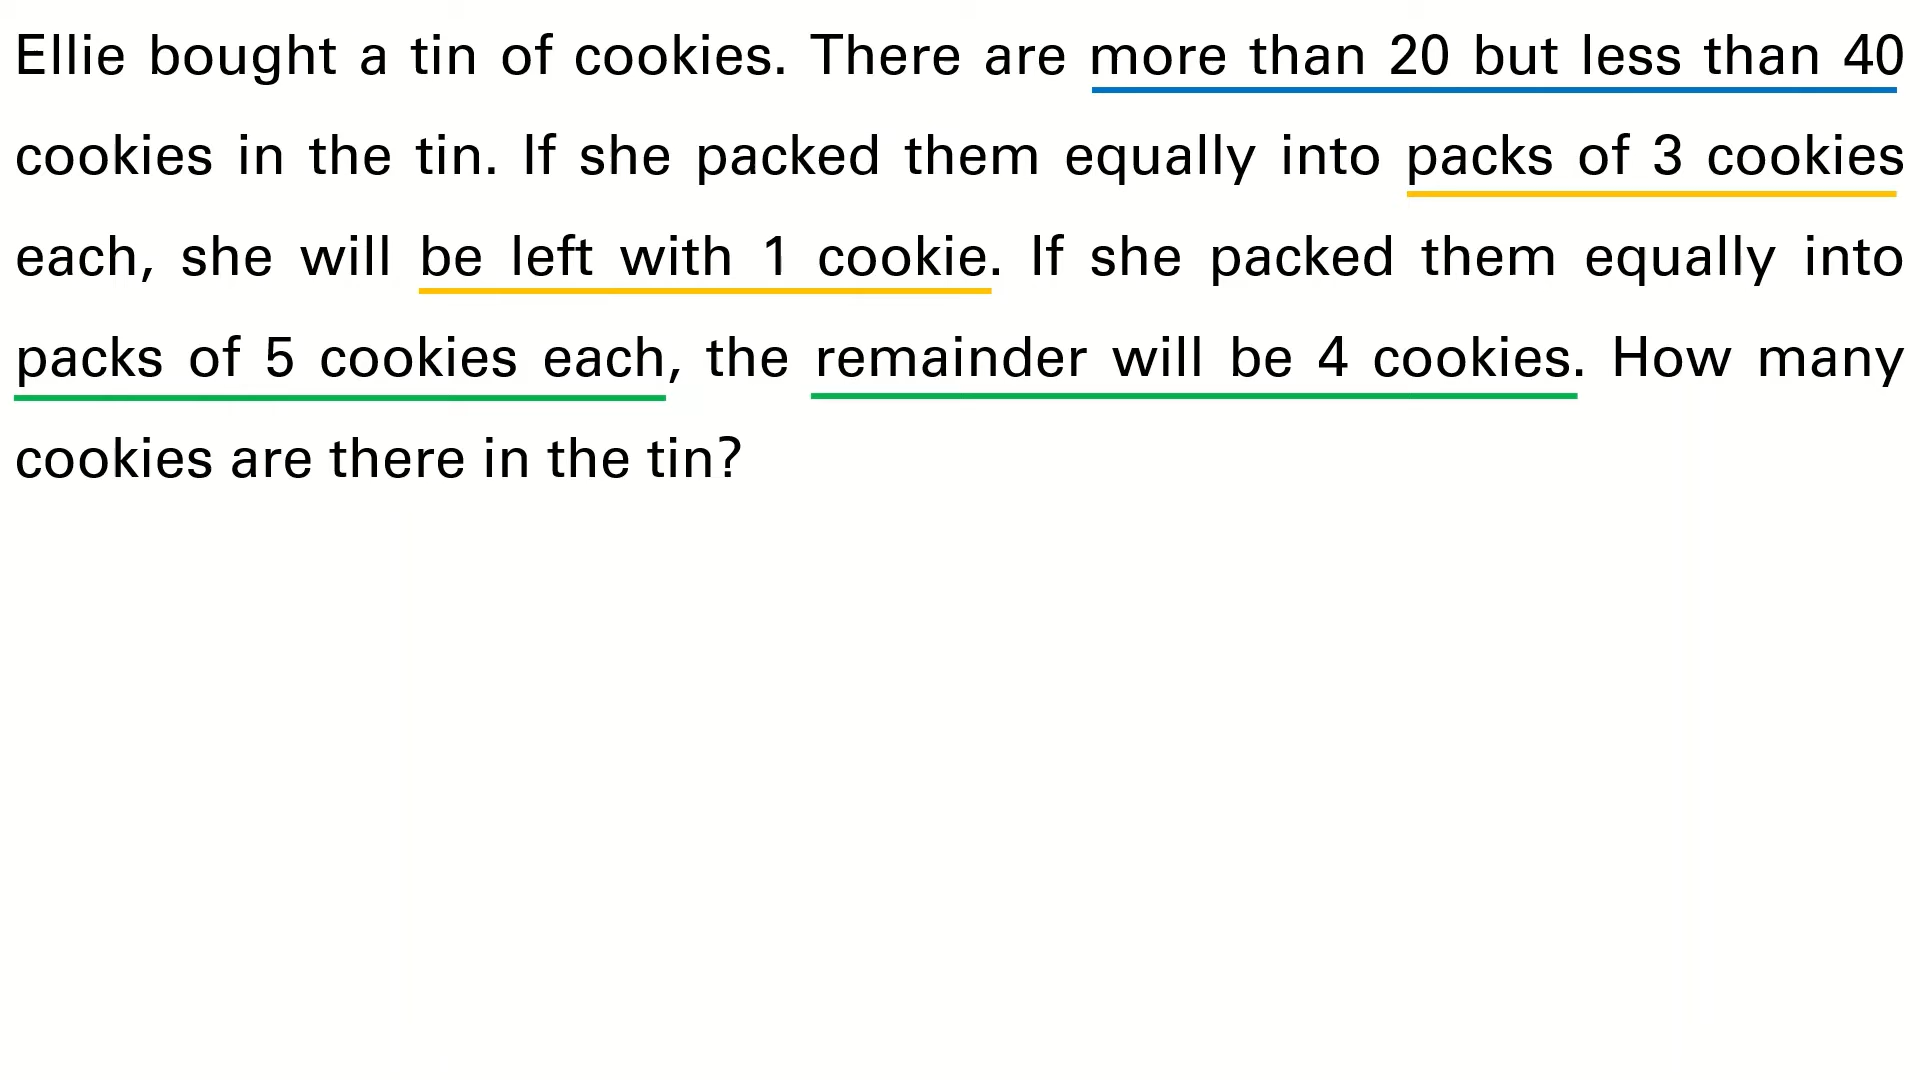 Ellie bought a tin of cookies. There are more than 20 but less than 40
cookies in the tin. If she packed them equally into packs of 3 cookies
each, she will be left with 1 cookie. If she packed them equally into
packs of 5 cookies each, the remainder will be 4 cookies. How many
cookies are there in the tin?